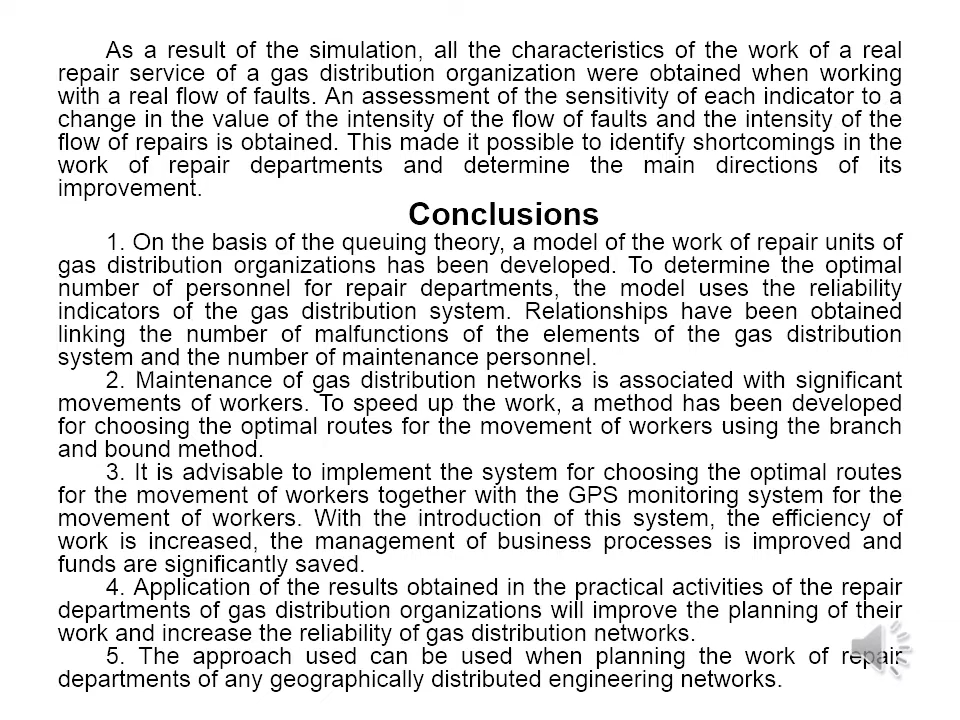 As a result of the simulation, all the characteristics of the work of a real
repair service of a gas distribution organization were obtained when working
with a real flow of faults. An assessment of the sensitivity of each indicator to a
change in the value of the intensity of the flow of faults and the intensity of the
flow of repairs is obtained. This made it possible to identify shortcomings in the
work of repair departments and determine the main directions of its
improvement.
Conclusions
1. On the basis of the queuing theory, a model of the work of repair units of
gas distribution organizations has been developed. To determine the optimal
number of personnel for repair departments, the model uses the reliability
indicators of the gas distribution system. Relationships have been obtained
linking the number of malfunctions of the elements of the gas distribution
system and the number of maintenance personnel.
2. Maintenance of gas distribution networks is associated with significant
movements of workers. To speed up the work, a method has been developed
for choosing the optimal routes for the movement of workers using the branch
and bound method.
3. It is advisable to implement the system for choosing the optimal routes
for the movement of workers together with the GPS monitoring system for the
movement of workers. With the introduction of this system, the efficiency of
work is increased, the management of business processes is improved and
funds are significantly saved.
4. Application of the results obtained in the practical activities of the repair
departments of gas distribution organizations will improve the planning of their
work and increase the reliability of gas distribution networks.
5. The approach used can be used when planning the work of repair
departments of any geographically distributed engineering networks.